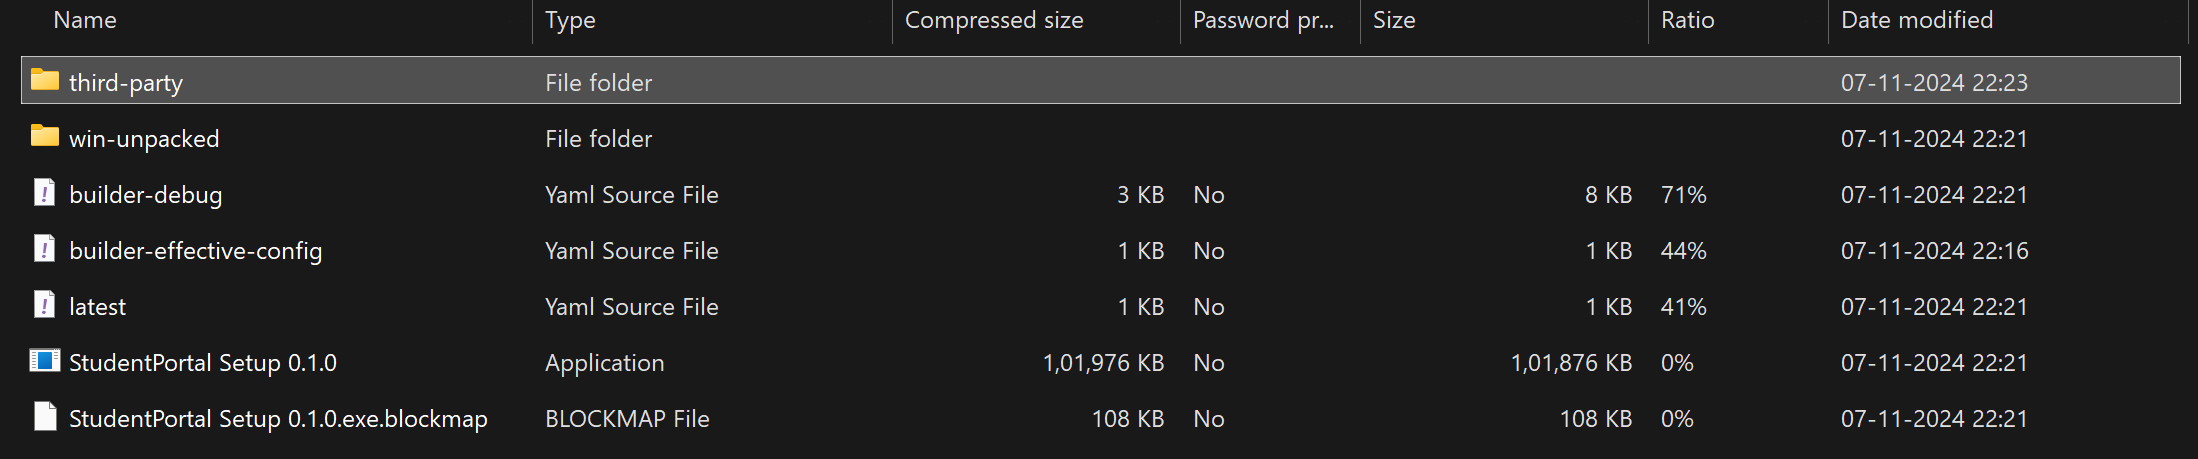 Name Type Compressed size Password pr... Size Ratio Date modified
third-party File folder 07-11-2024 22:23
win-unpacked File folder 07-11-2024 22:21
builder-debug Yaml Source File 3 KB No 8 KB 71% 07-11-2024 22:21
builder-effective-config Yaml Source File 1 KB No 1 KB 44% 07-11-2024 22:16
latest Yaml Source File 1 KB No 1 KB 41% 07-11-2024 22:21
StudentPortal Setup 0.1.0 Application 1,01,976 KB No 1,01,876 KB 0% 07-11-2024 22:21
StudentPortal Setup 0.1.0.exe.blockmap BLOCKMAP File 108 KB No 108 KB 0% 07-11-2024 22:21